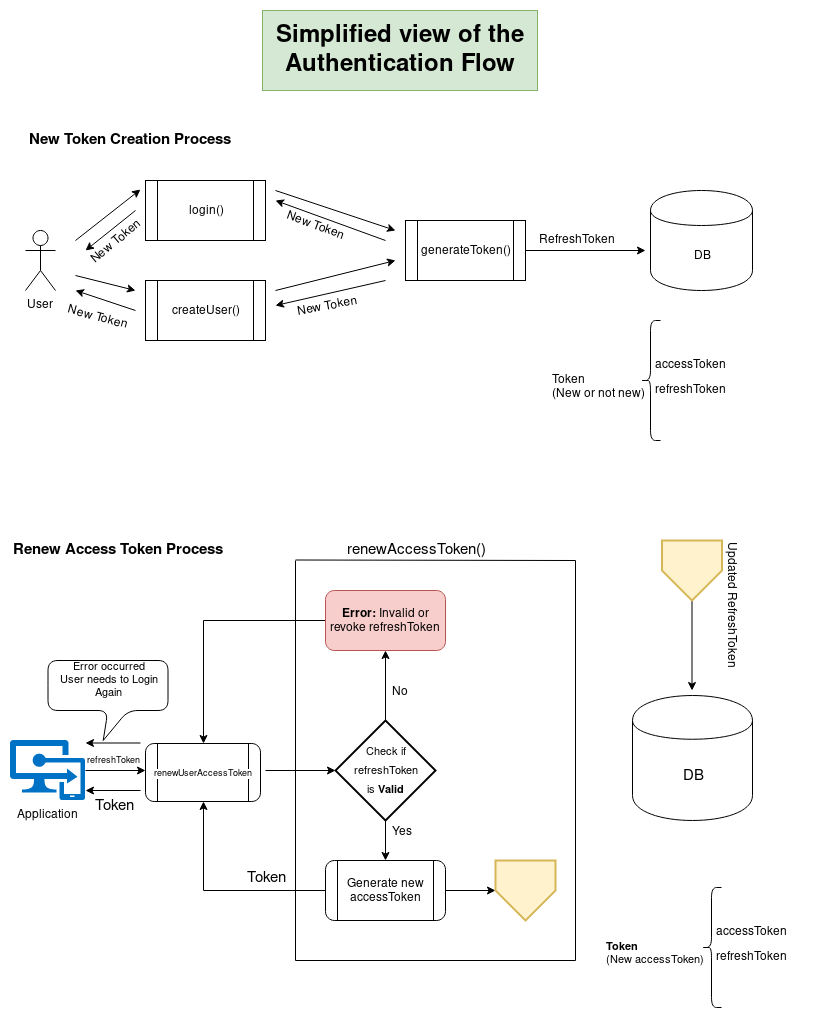 Simplified view of the
Authentication Flow
New Token Creation Process
login()
New Token
New Token
User
createUser()
New Token
New Token
generateToken()
RefreshToken
DB
Token
(New or not new)
accessToken
refreshToken
Renew Access Token Process
renewAccessToken()
Error: Invalid or
revoke refreshToken
Updated RefreshToken
Error occurred
User needs to Login
Again
No
refreshToken
renewUserAccessToken
Check if
refreshToken
is Valid
DB
Token
Application
Yes
Token
Generate new
accessToken
Token
(New accessToken)
accessToken
refreshToken